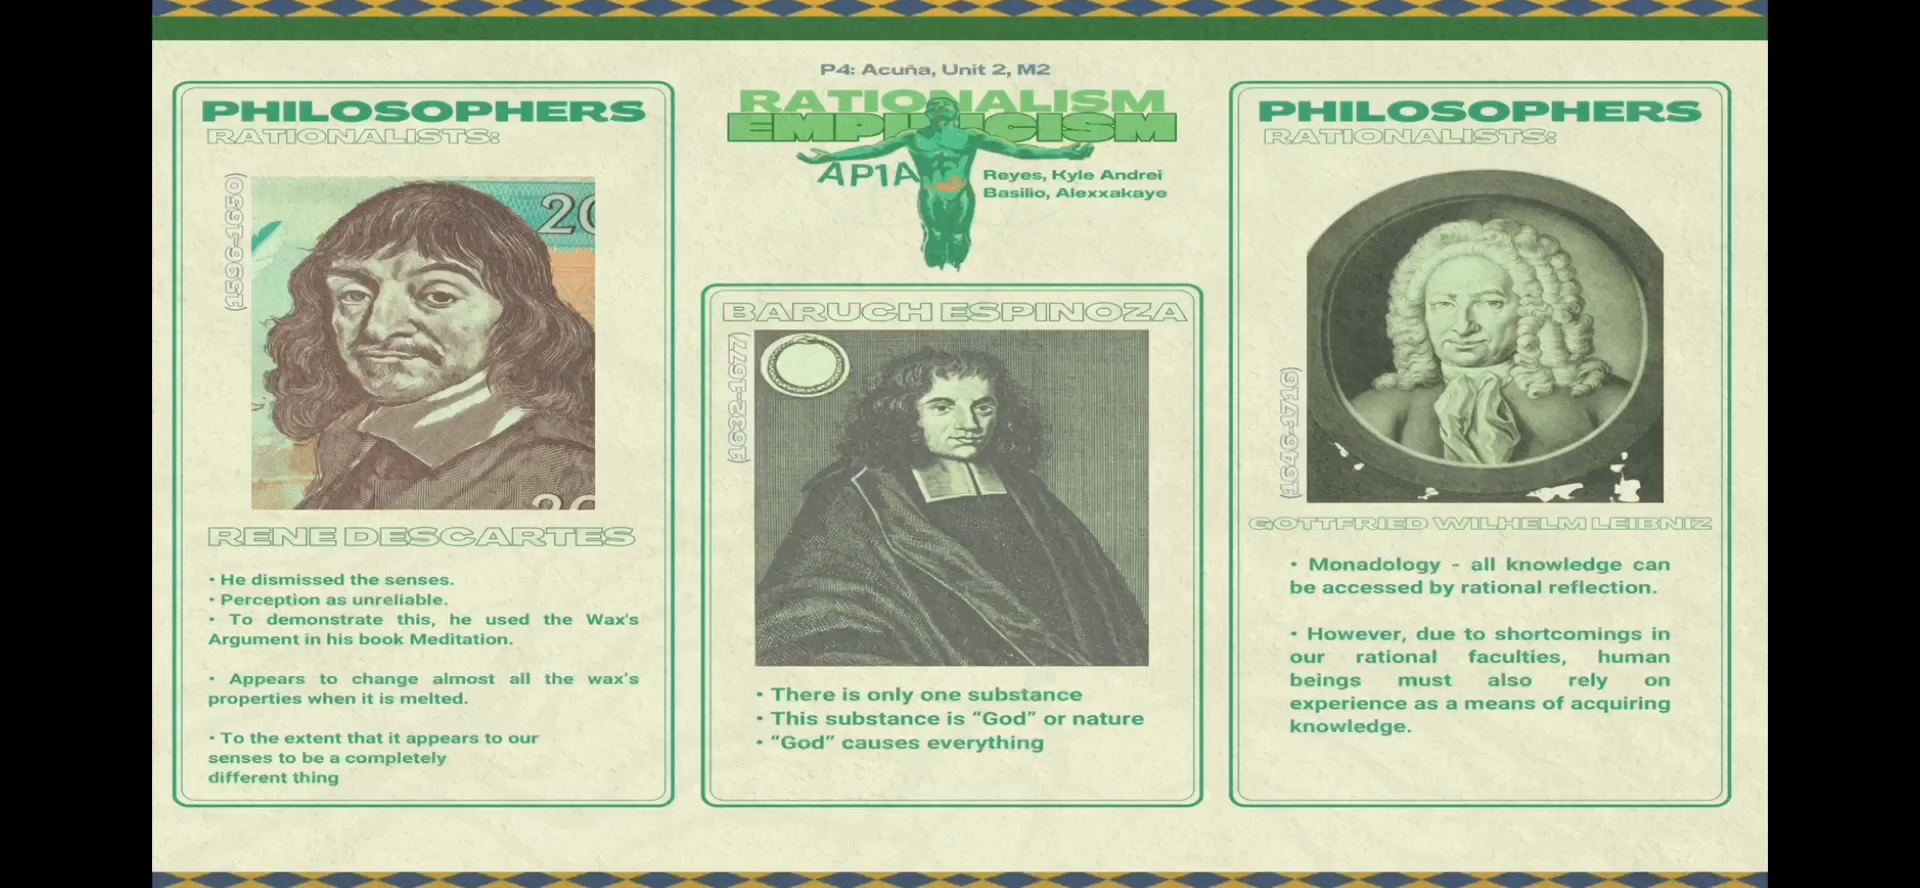 P4: Acuña, Unit 2, M2
RATIONALISM
EMPIRICISM
AP1A
Reyes, Kyle Andrei
Basilio, Alexxakaye
PHILOSOPHERS
RATIONALISTS:
(1596-1650)
20
20
RENE DESCARTES
• He dismissed the senses.
• Perception as unreliable.
• To demonstrate this, he used the Wax's
Argument in his book Meditation.
• Appears to change almost all the wax's
properties when it is melted.
• To the extent that it appears to our
senses to be a completely
different thing
BARUCH ESPINOZA
(1632-1677)
• There is only one substance
• This substance is “God” or nature
• “God” causes everything
PHILOSOPHERS
RATIONALISTS:
(1646-1716)
GOTTFRIED WILHELM LEIBNIZ
• Monadology - all knowledge can
be accessed by rational reflection.
• However, due to shortcomings in
our rational faculties, human
beings must also rely on
experience as a means of acquiring
knowledge.